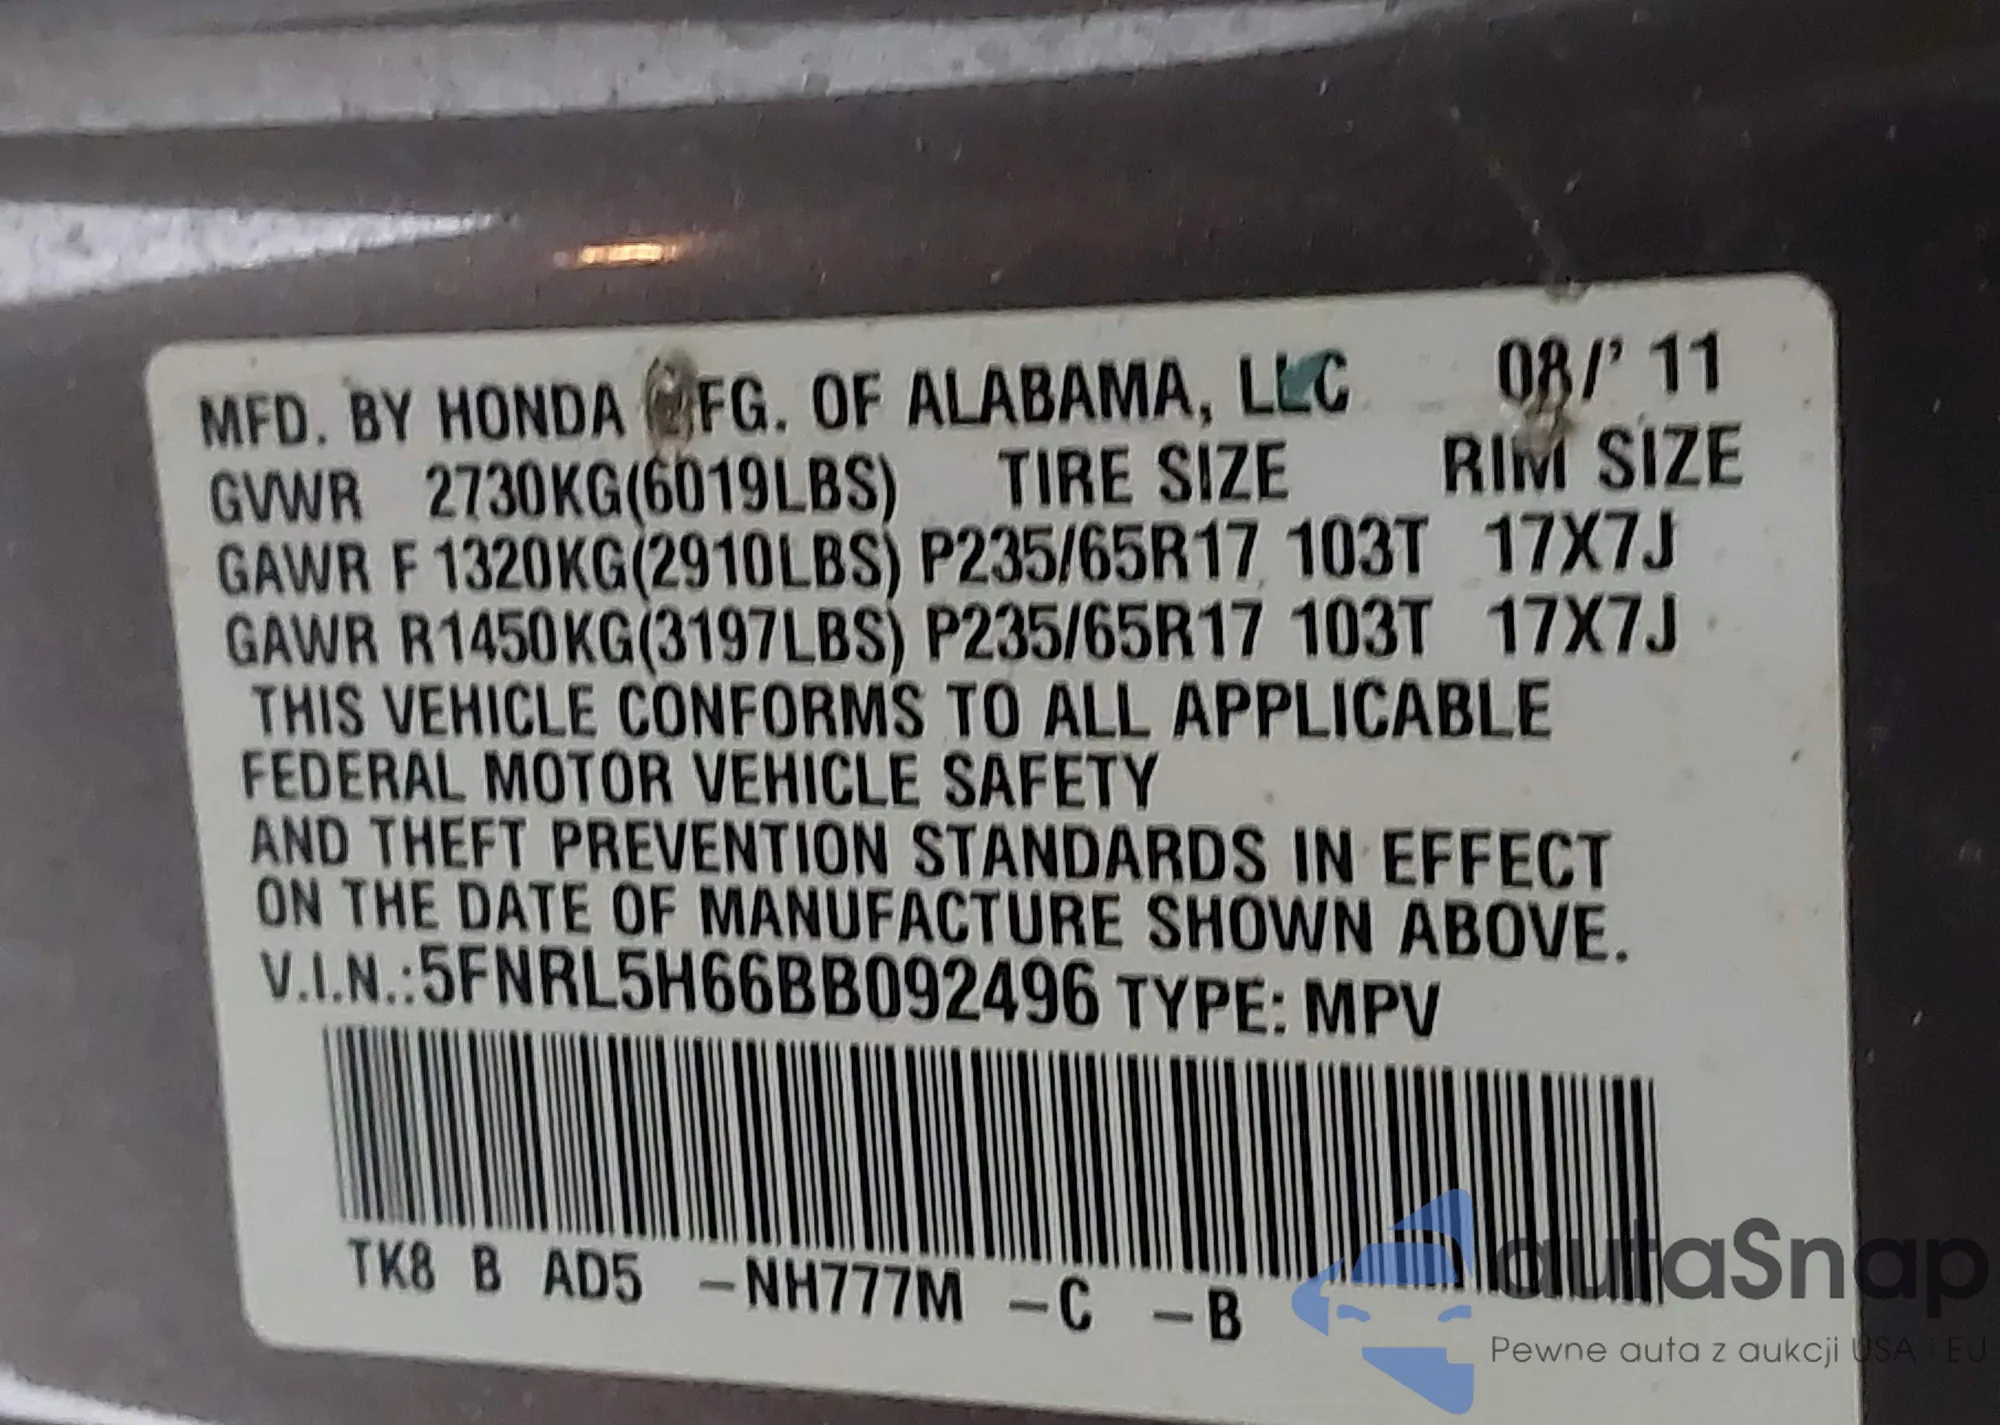 MFD. BY HONDA MFG. OF ALABAMA, LLC 08/' 11
GVWR 2730KG(6019LBS) TIRE SIZE RIM SIZE
GAWR F 1320KG(2910LBS) P235/65R17 103T 17X7J
GAWR R1450KG(3197LBS) P235/65R17 103T 17X7J
THIS VEHICLE CONFORMS TO ALL APPLICABLE
FEDERAL MOTOR VEHICLE SAFETY
AND THEFT PREVENTION STANDARDS IN EFFECT
ON THE DATE OF MANUFACTURE SHOWN ABOVE.
V.I.N.:5FNRL5H66BB092496 TYPE: MPV
TK8 B AD5 -NH777M -C -B
autaSnap
Pewne auta z aukcji USA i EU